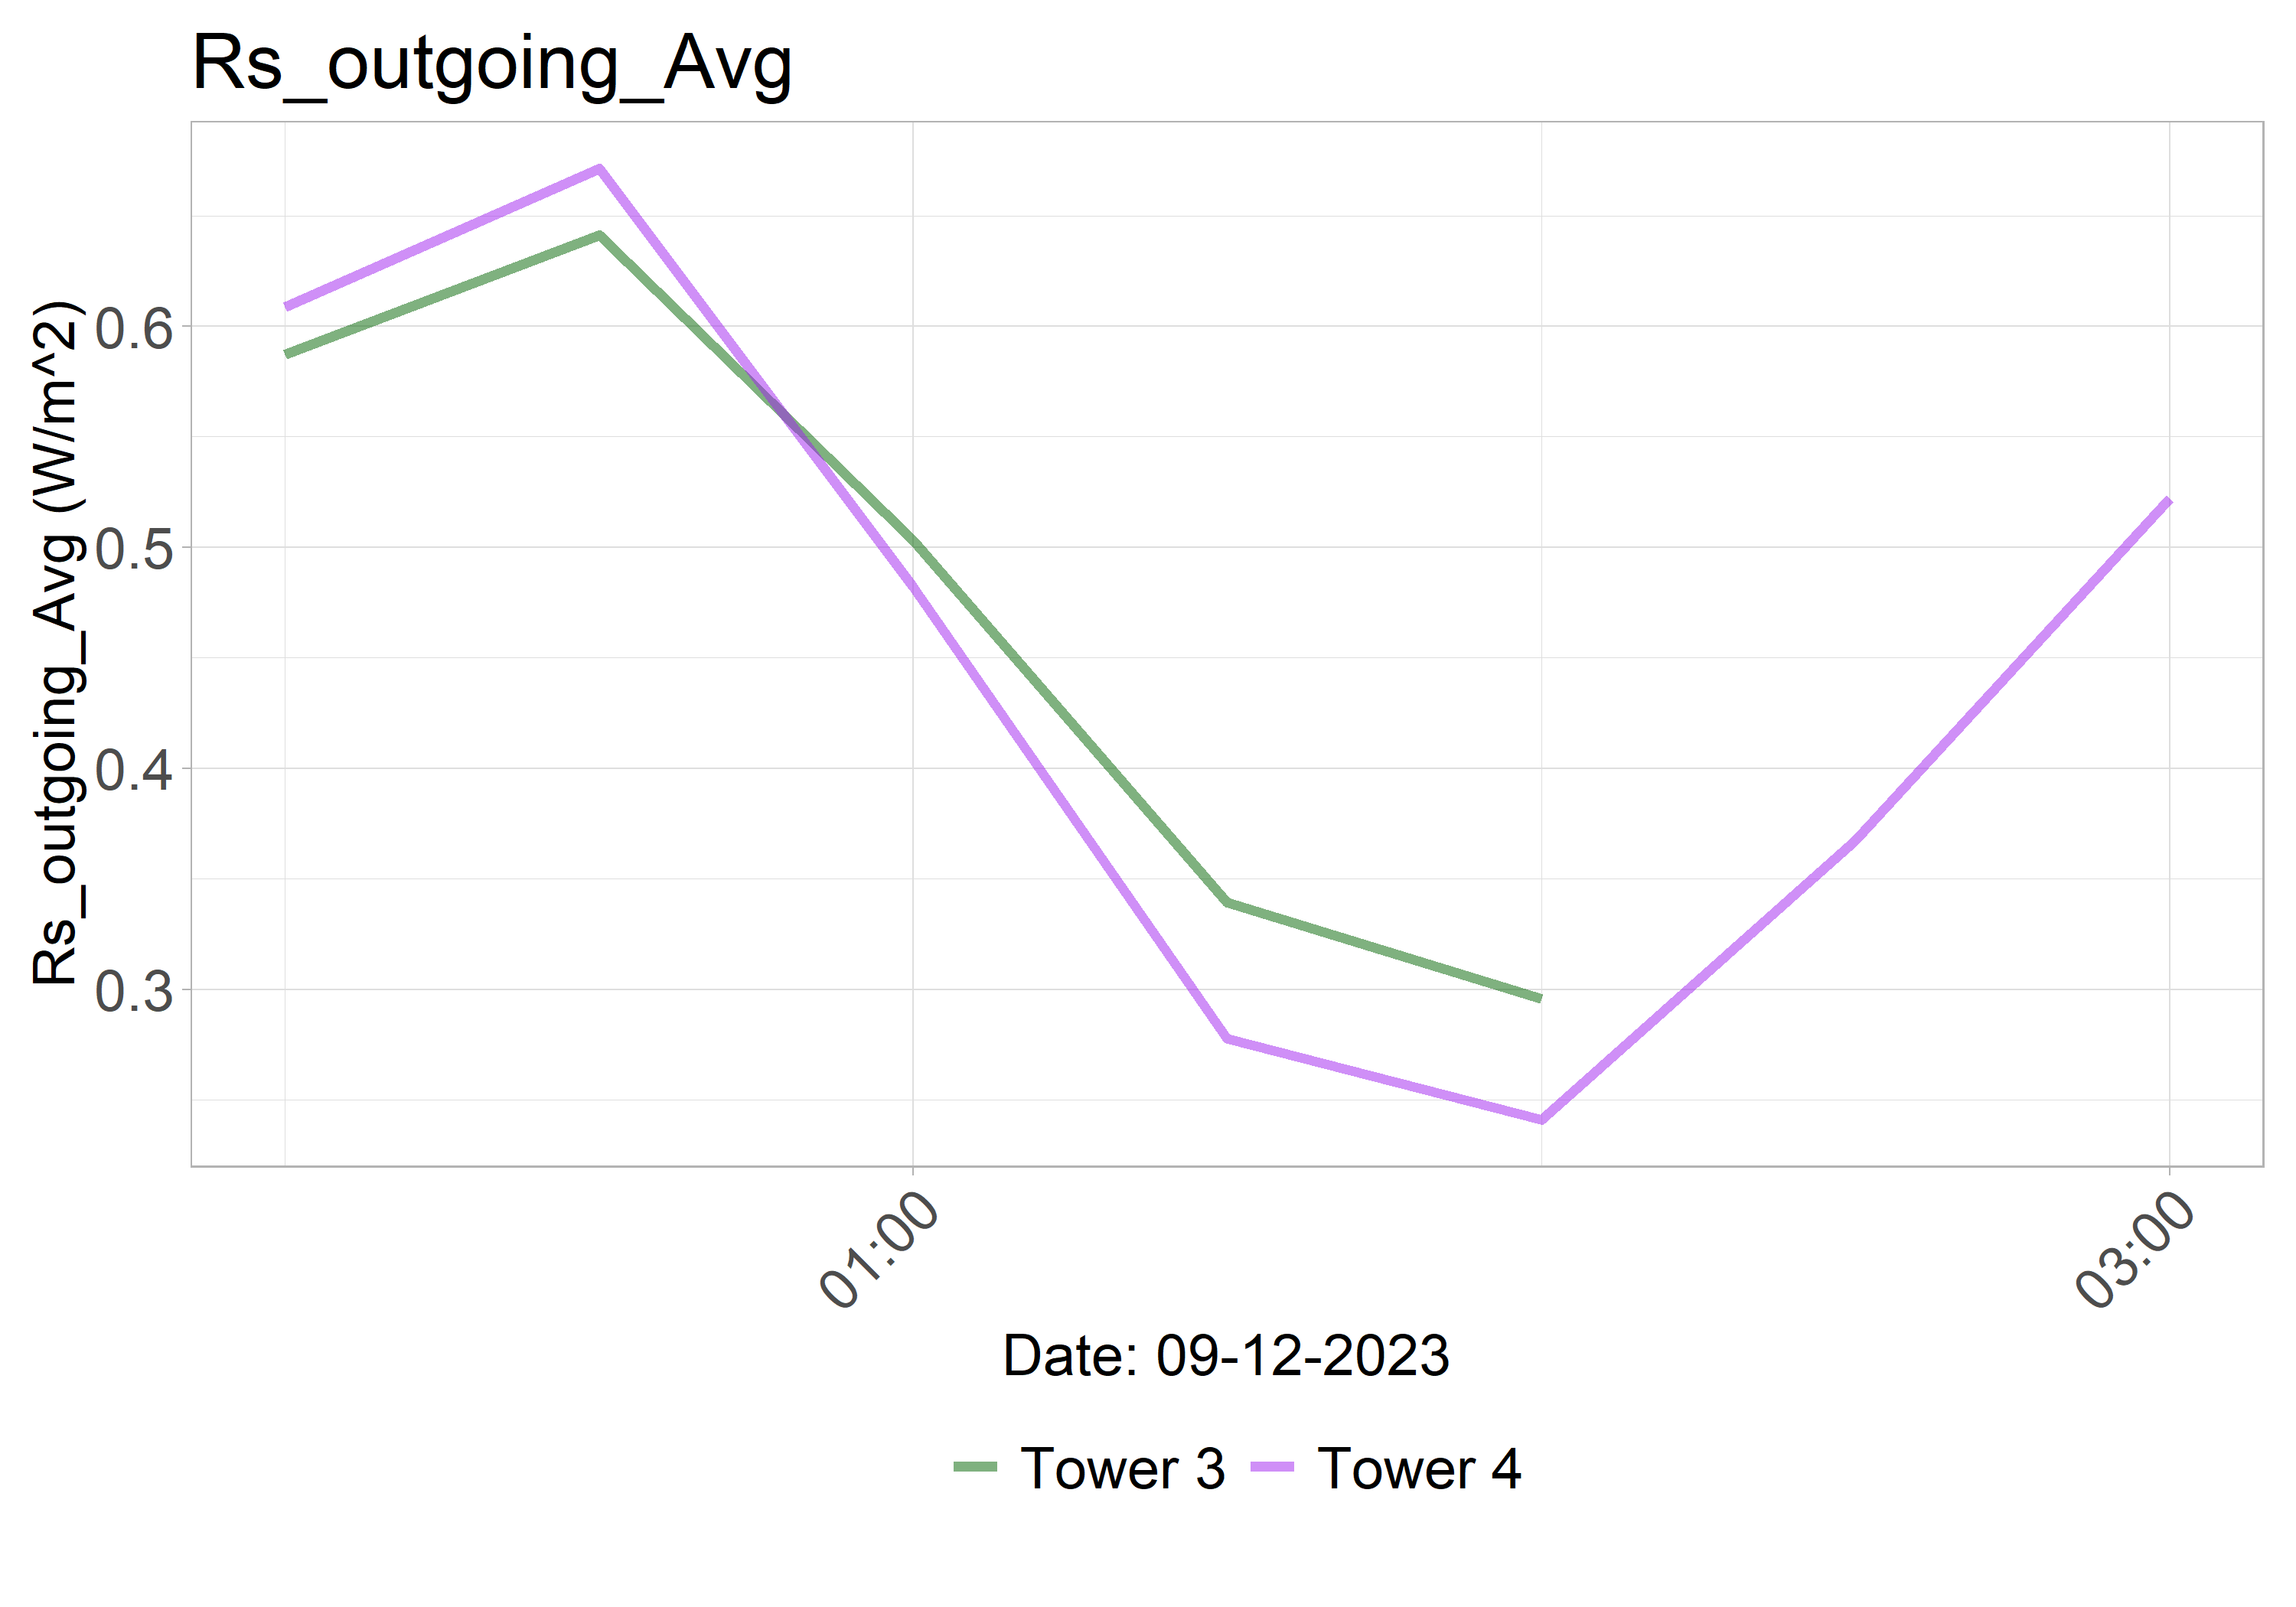 Rs_outgoing_Avg
Rs_outgoing_Avg (W/m^2)
0.6
0.5
0.4
0.3
01:00
03:00
Date: 09-12-2023
Tower 3
Tower 4